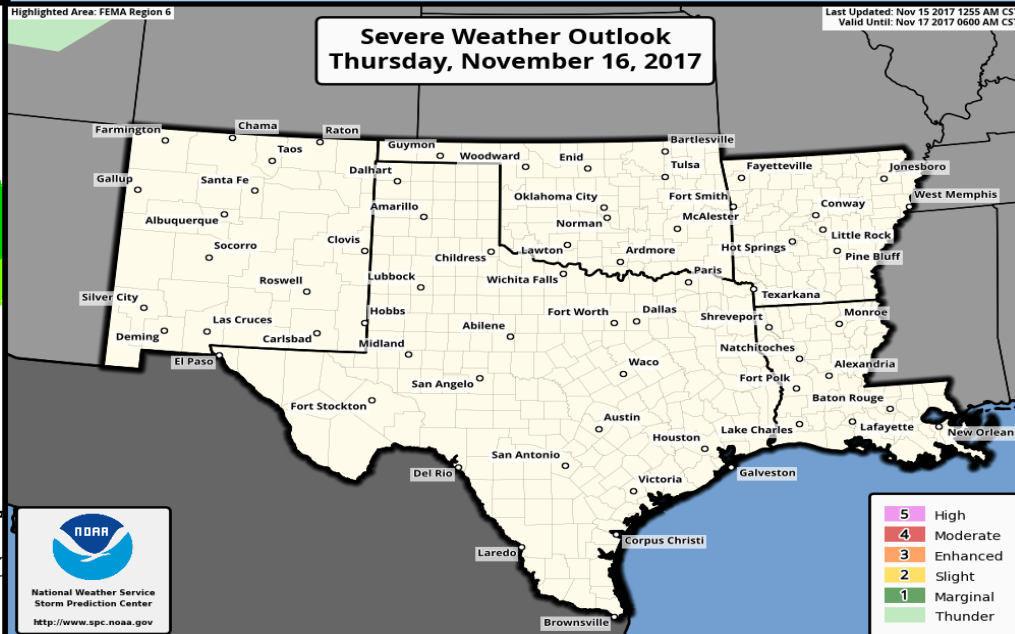 Highlighted Area: FEMA Region 6
Last Updated: Nov 15 2017 1255 AM CST
Valid Until: Nov 17 2017 0600 AM CST
Severe Weather Outlook
Thursday, November 16, 2017
Farmington
Chama
Raton
Taos
Guymon
Woodward
Enid
Bartlesville
Tulsa
Fayetteville
Jonesboro
Gallup
Santa Fe
Dalhart
Amarillo
Oklahoma City
Norman
Fort Smith
McAlester
Conway
West Memphis
Albuquerque
Socorro
Clovis
Childress
Lawton
Ardmore
Hot Springs
Little Rock
Pine Bluff
Roswell
Lubbock
Wichita Falls
Paris
Texarkana
Silver City
Deming
Las Cruces
Carlsbad
Hobbs
Midland
Abilene
Fort Worth
Dallas
Shreveport
Monroe
El Paso
Natchitoches
Alexandria
San Angelo
Waco
Fort Polk
Baton Rouge
Fort Stockton
Austin
Lake Charles
Lafayette
New Orlean
Houston
Del Rio
San Antonio
Galveston
Victoria
Laredo
Corpus Christi
Brownsville
NOAA
National Weather Service
Storm Prediction Center
http://www.spc.noaa.gov
5 High
4 Moderate
3 Enhanced
2 Slight
1 Marginal
Thunder